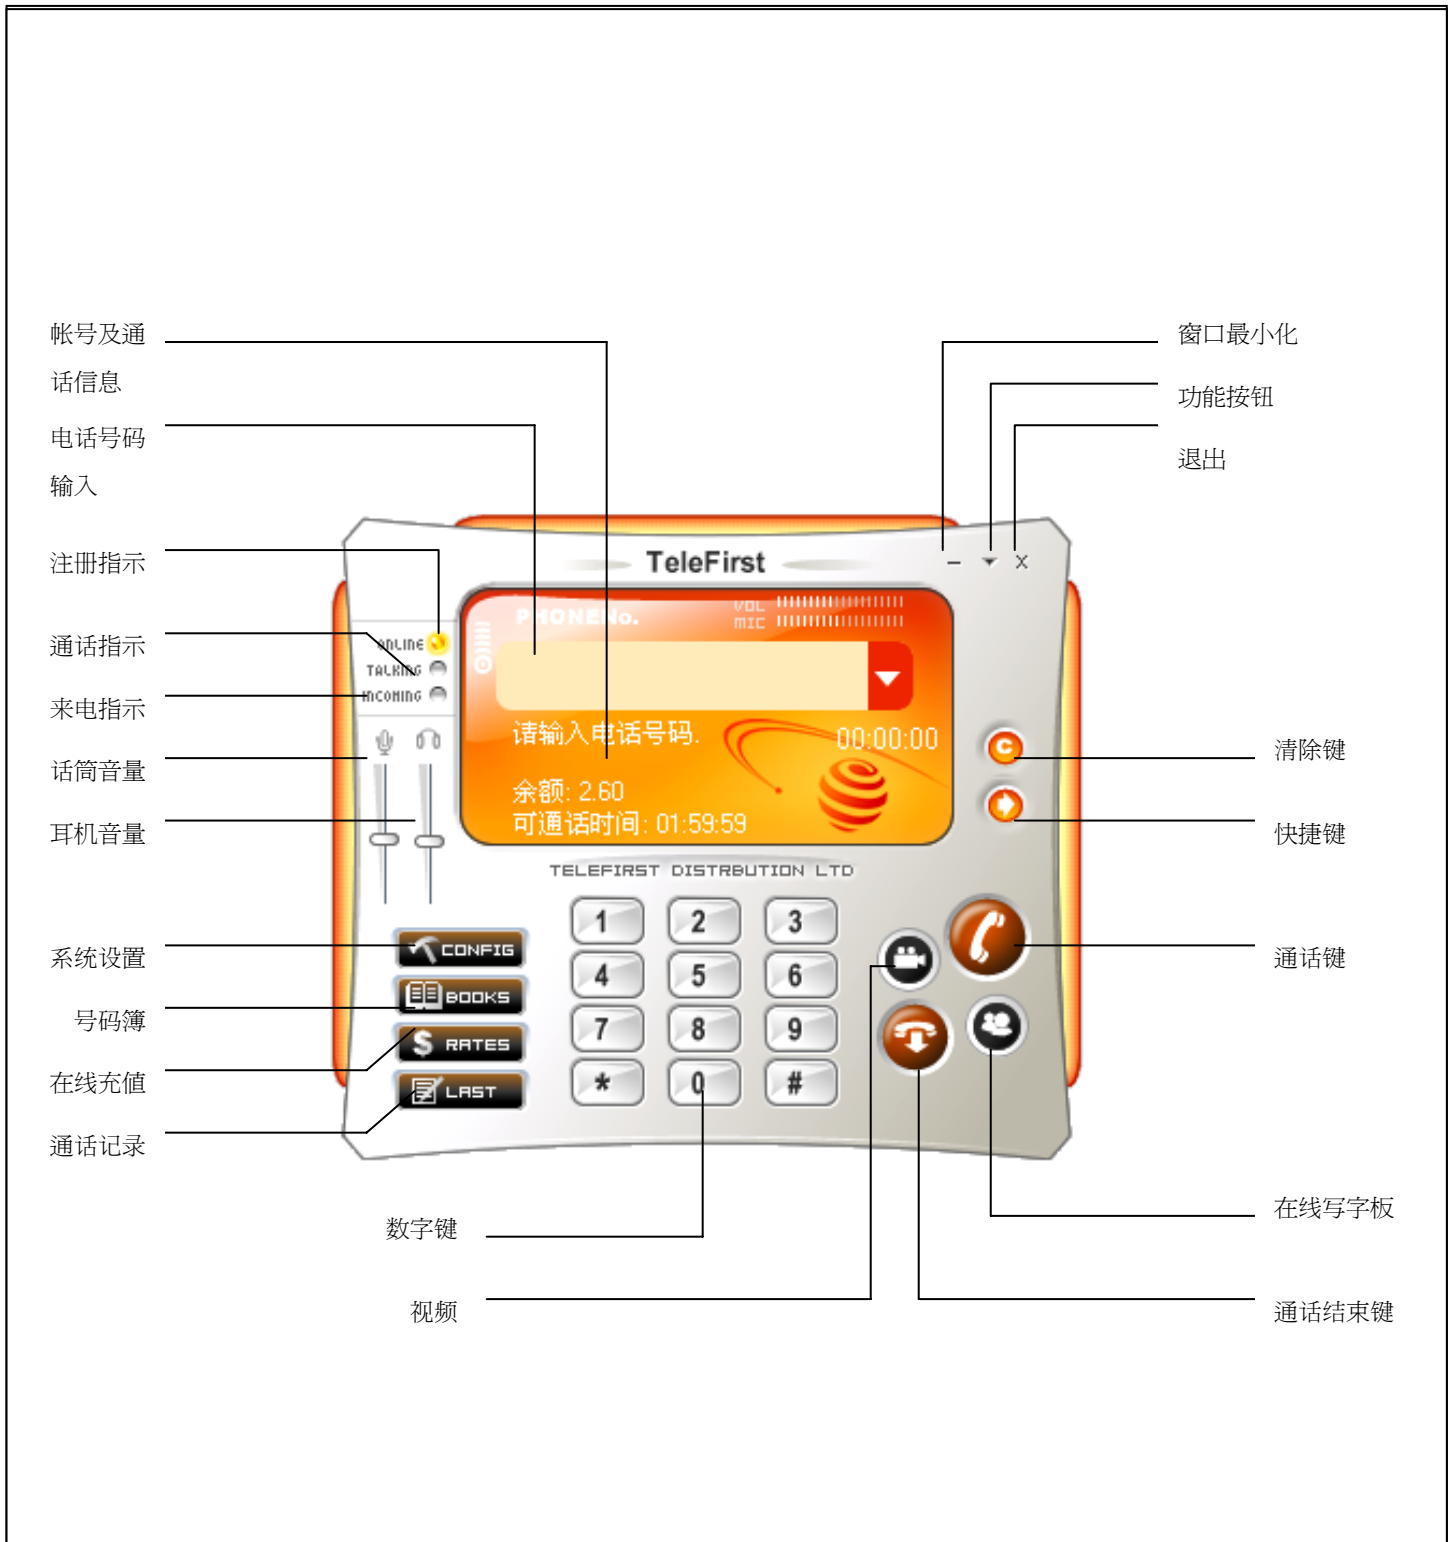 帐号及通
话信息
电话号码
输入
注册指示
通话指示
来电指示
话筒音量
耳机音量
系统设置
号码簿
在线充值
通话记录
窗口最小化
功能按钮
退出
TeleFirst
PHONENo.
VOL
MIC
ONLINE
TALKING
INCOMING
请输入电话号码.
00:00:00
余额: 2.60
可通话时间: 01:59:59
C
TELEFIRST DISTRBUTION LTD
CONFIG
BOOKS
$ RATES
LAST
1 2 3
4 5 6
7 8 9
* 0 #
清除键
快捷键
通话键
在线写字板
通话结束键
数字键
视频